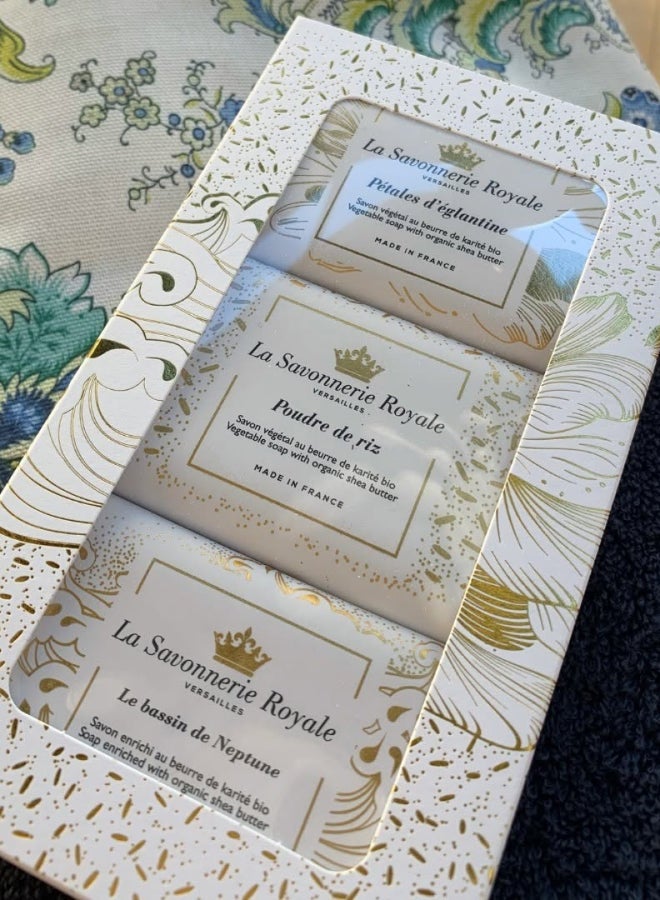 La Savonnerie Royale
VERSAILLES
Pétales d'églantine
Savon végétal au beurre de karité bio
Vegetable soap with organic shea butter
MADE IN FRANCE
La Savonnerie Royale
VERSAILLES
Poudre de riz
Savon végétal au beurre de karité bio
Vegetable soap with organic shea butter
MADE IN FRANCE
La Savonnerie Royale
VERSAILLES
Le bassin de Neptune
Savon enrichi au beurre de karité bio
Soap enriched with organic shea butter